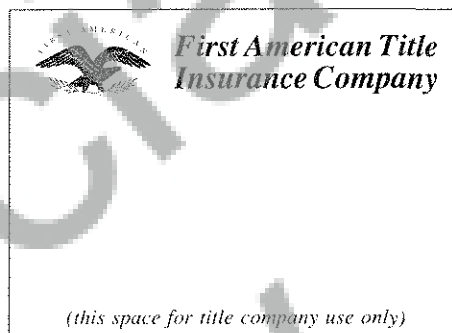 FIRST AMERICAN
First American Title
Insurance Company
(this space for title company use only)